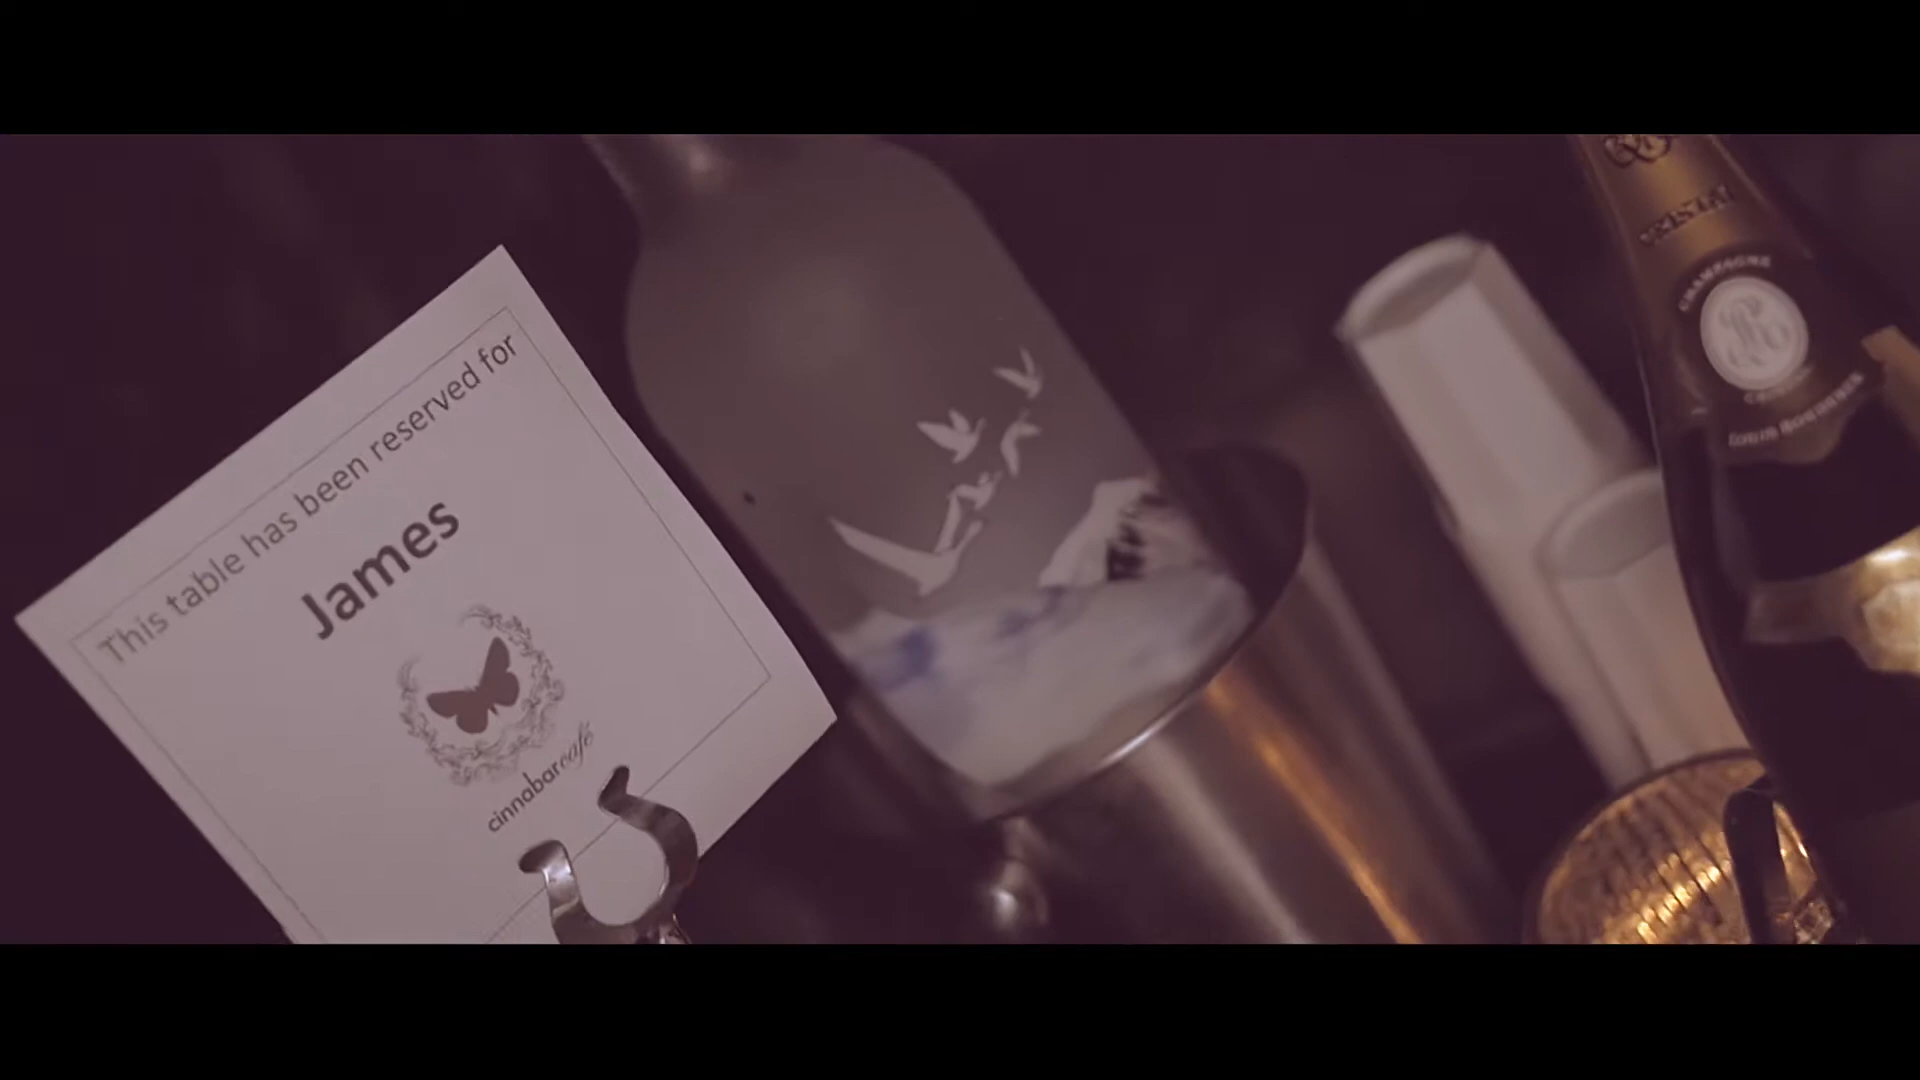 This table has been reserved for
James
cinnabarcafé
CRISTAL
CHAMPAGNE
LOUIS ROEDERER